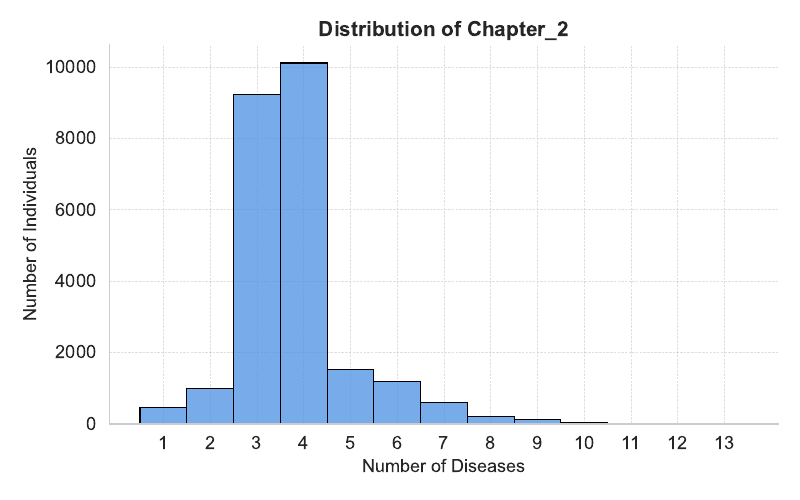 Distribution of Chapter_2
Number of Individuals
10000
8000
6000
4000
2000
0
1 2 3 4 5 6 7 8 9 10 11 12 13
Number of Diseases